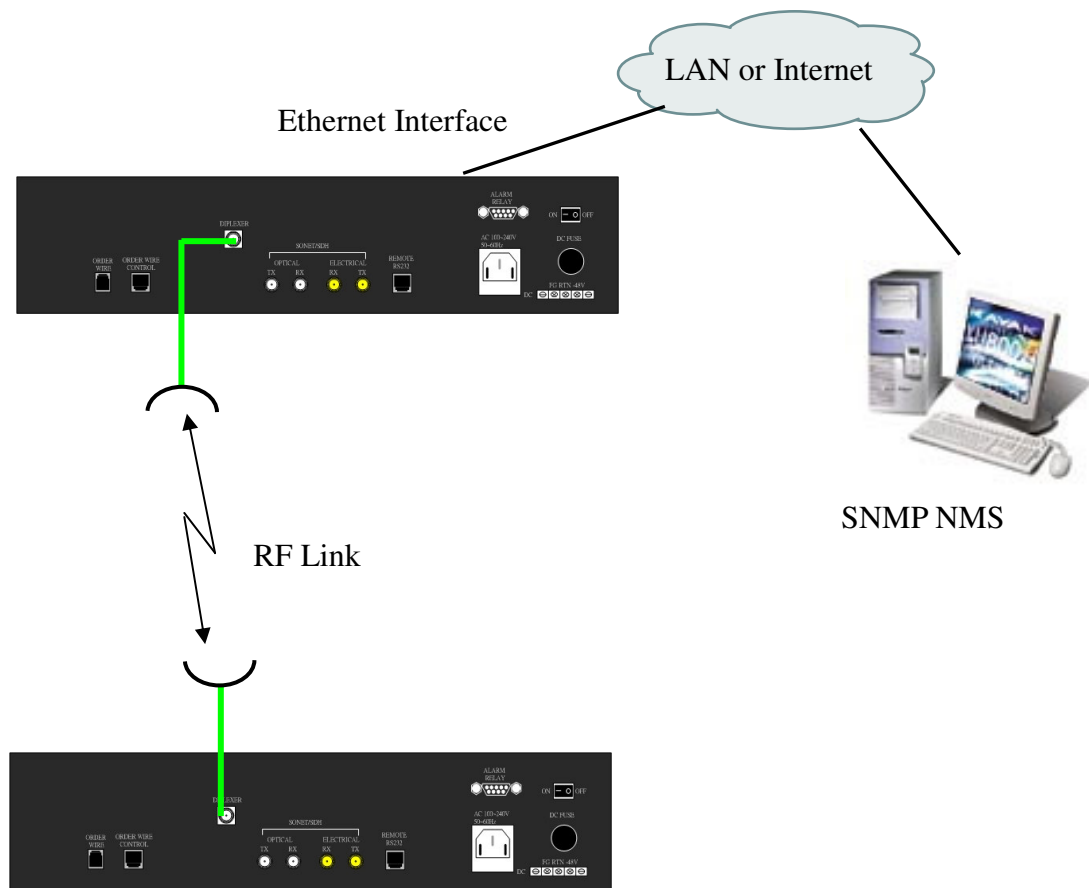 LAN or Internet
Ethernet Interface
ALARM
RELAY
ON
OFF
DIPLEXER
SONET/SDH
AC 100~240V
50~60Hz
DC FUSE
ORDER
WIRE
ORDER WIRE
CONTROL
OPTICAL
ELECTRICAL
TX
RX
RX
TX
REMOTE
RS232
FG RTN -48V
DC
SNMP NMS
RF Link
ALARM
RELAY
ON
OFF
DIPLEXER
SONET/SDH
AC 100~240V
50~60Hz
DC FUSE
ORDER
WIRE
ORDER WIRE
CONTROL
OPTICAL
ELECTRICAL
TX
RX
RX
TX
REMOTE
RS232
FG RTN -48V
DC